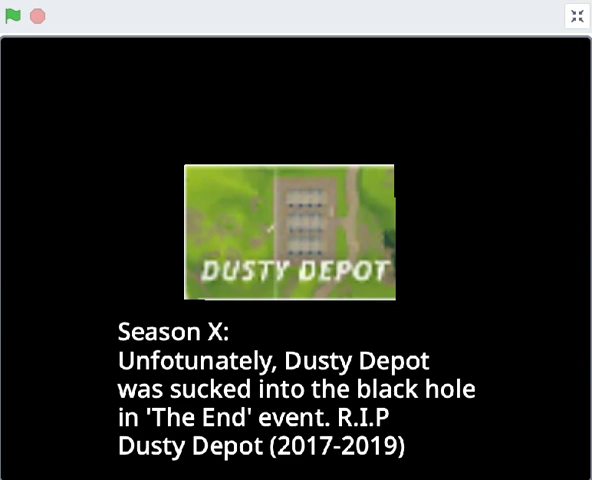 DUSTY DEPOT
Season X:
Unfotunately, Dusty Depot
was sucked into the black hole
in 'The End' event. R.I.P
Dusty Depot (2017-2019)